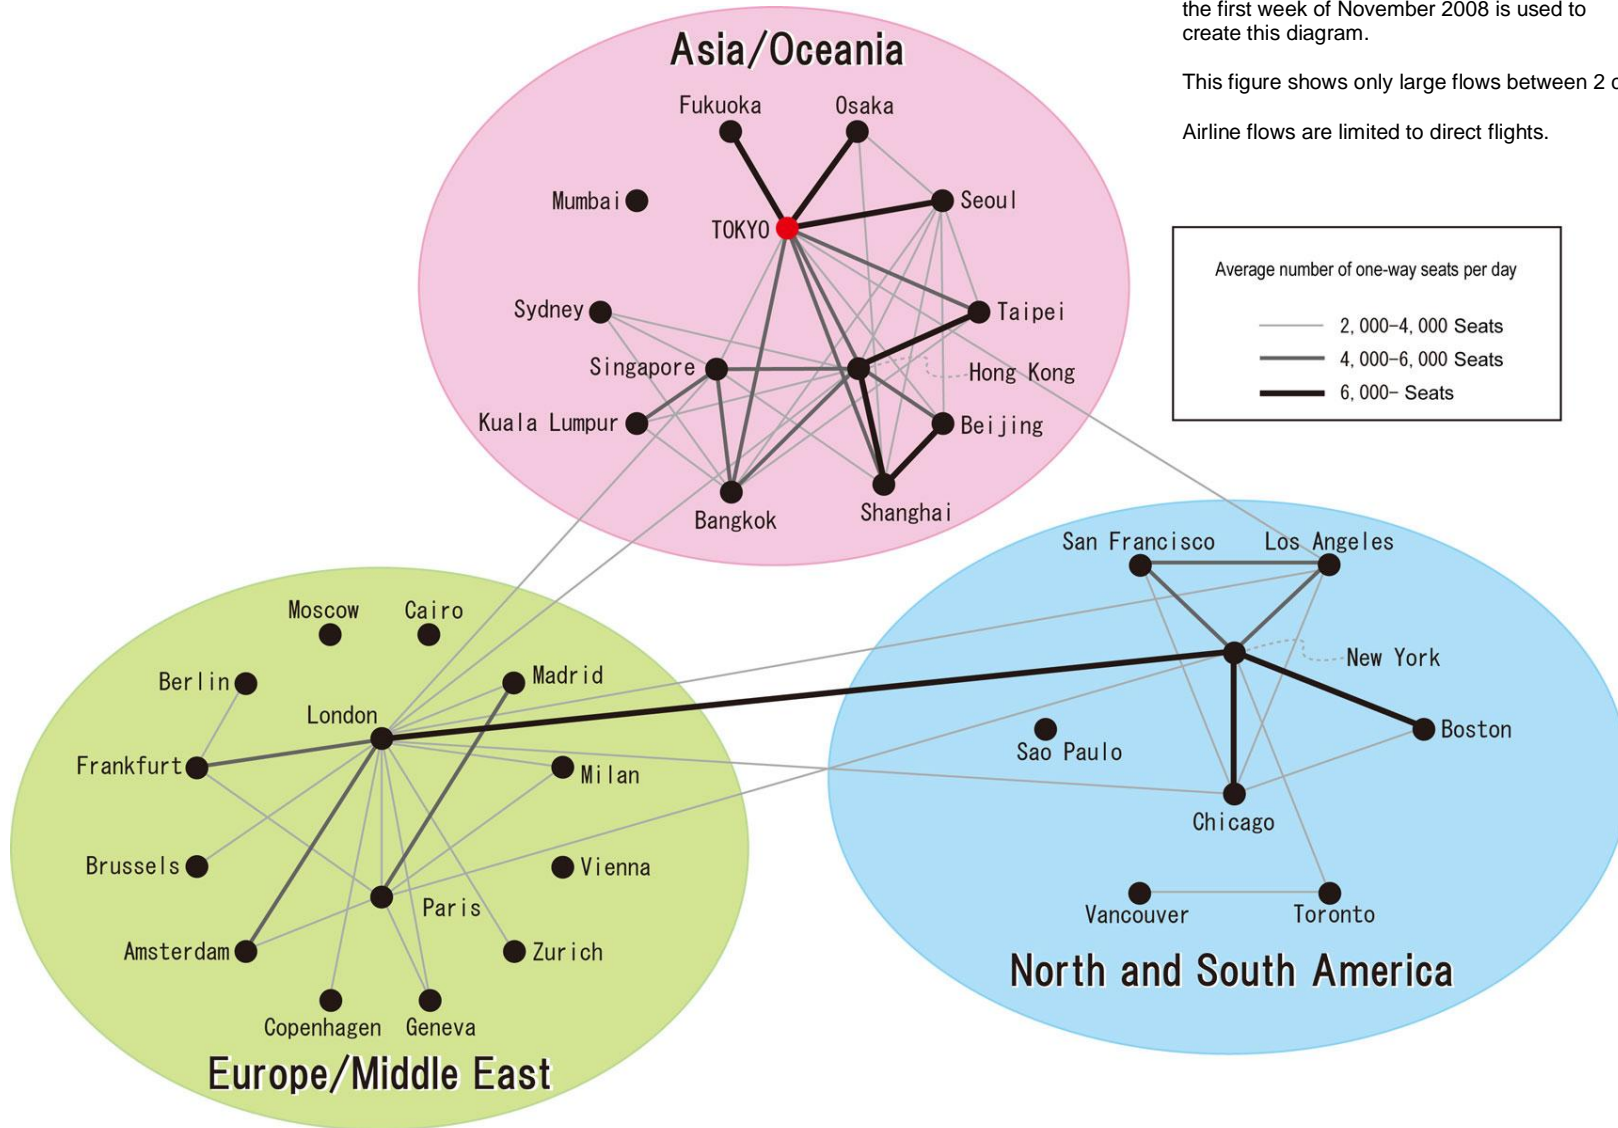 the first week of November 2008 is used to
create this diagram.
This figure shows only large flows between 2
Airline flows are limited to direct flights.
Asia/Oceania
Fukuoka
Osaka
Mumbai
Seoul
TOKYO
Sydney
Taipei
Singapore
Hong Kong
Kuala Lumpur
Beijing
Bangkok
Shanghai
Average number of one-way seats per day
2,000-4,000 Seats
4,000-6,000 Seats
6,000- Seats
San Francisco
Los Angeles
New York
Sao Paulo
Boston
Chicago
Vancouver
Toronto
North and South America
Moscow
Cairo
Berlin
Madrid
London
Frankfurt
Milan
Brussels
Vienna
Paris
Amsterdam
Zurich
Copenhagen
Geneva
Europe/Middle East